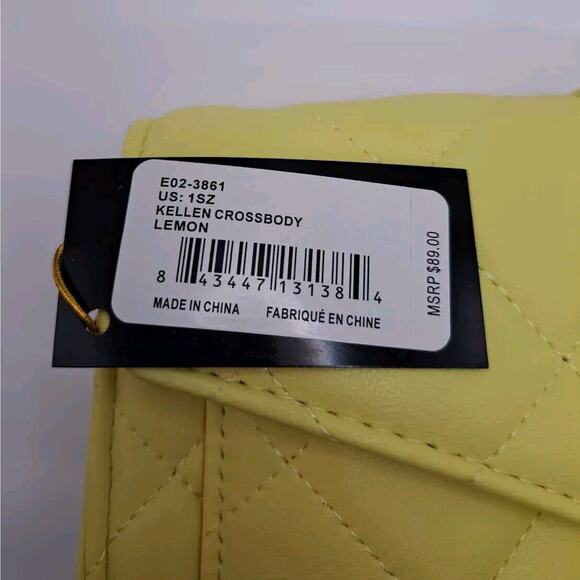 E02-3861
US: 1SZ
KELLEN CROSSBODY
LEMON
8 43447 13138 4
MADE IN CHINA FABRIQUÉ EN CHINE
MSRP $89.00